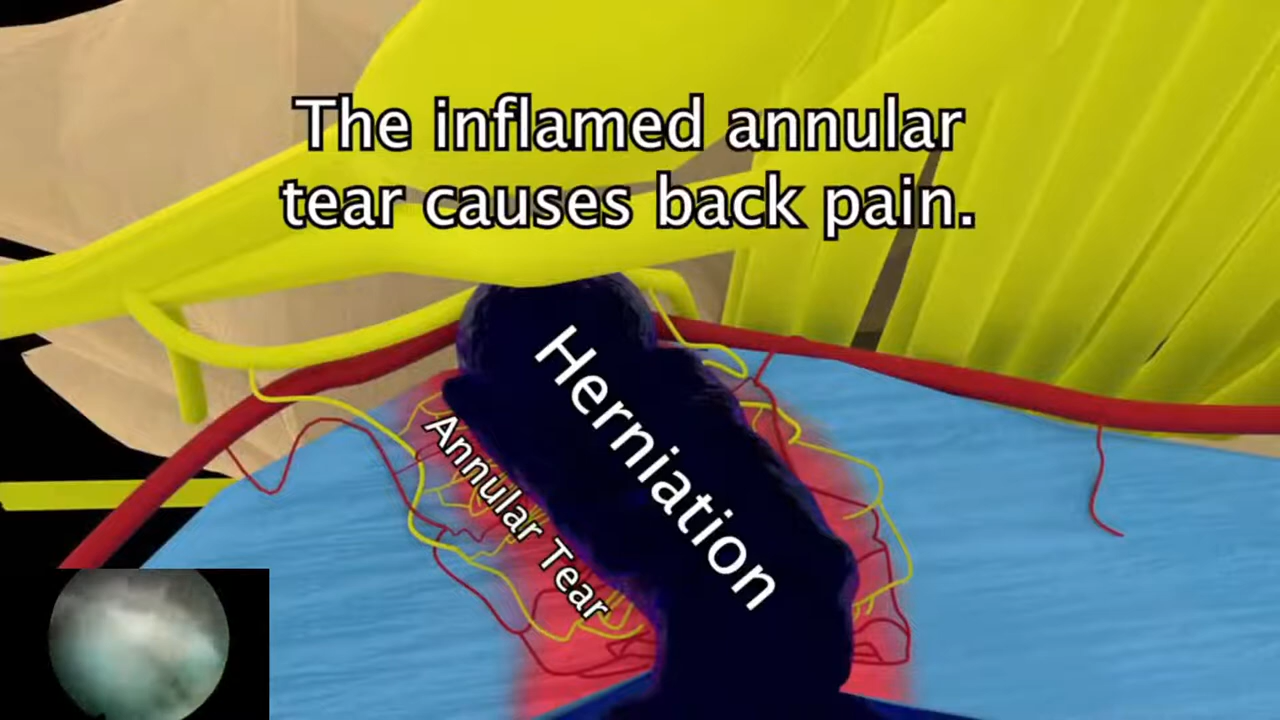 The inflamed annular
tear causes back pain.
Herniation
Annular Tear